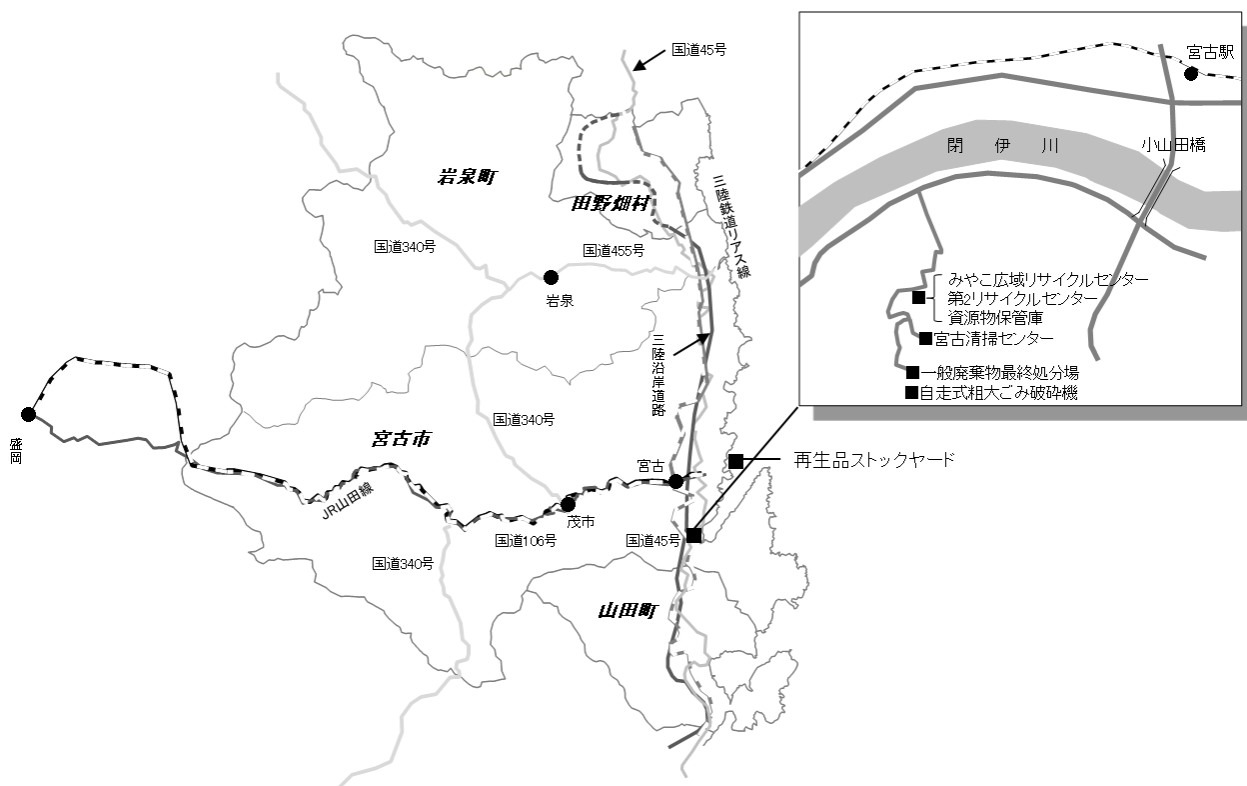 国道45号
岩泉町
田野畑村
三陸鉄道リアス線
国道340号
国道455号
岩泉
三陸沿岸道路
盛岡
宮古市
国道340号
宮古
再生品ストックヤード
JR山田線
茂市
国道106号
国道45号
国道340号
山田町
宮古駅
閉伊川
小山田橋
みやこ広域リサイクルセンター
第2リサイクルセンター
資源物保管庫
宮古清掃センター
一般廃棄物最終処分場
自走式粗大ごみ破砕機